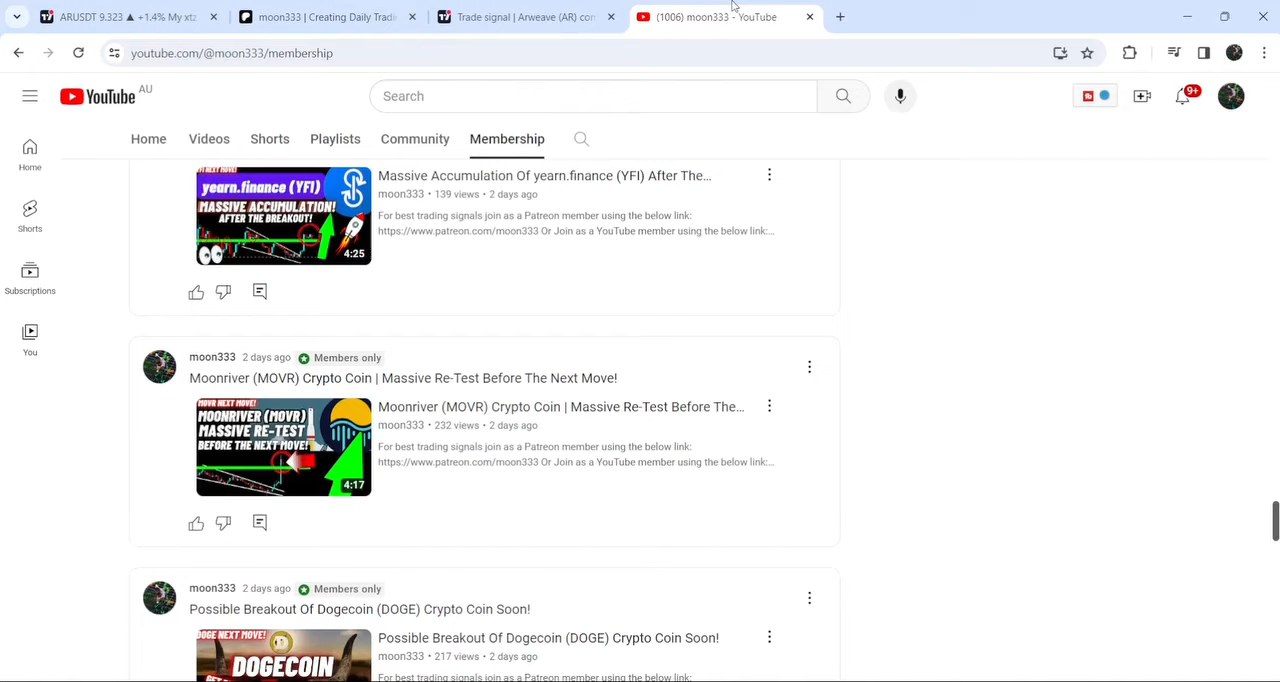 ARUSDT 9.323 ▲ +1.4% My xtz
moon333 | Creating Daily Tradi
Trade signal | Arweave (AR) con
(1006) moon333 - YouTube
youtube.com/@moon333/membership
YouTube AU
Search
9+
Home Videos Shorts Playlists Community Membership
Home
Shorts
Subscriptions
You
YFI NEXT MOVE!
yearn.finance (YFI)
MASSIVE ACCUMULATION!
AFTER THE BREAKOUT!
4:25
Massive Accumulation Of yearn.finance (YFI) After The...
moon333 • 139 views • 2 days ago
For best trading signals join as a Patreon member using the below link:
https://www.patreon.com/moon333 Or Join as a YouTube member using the below link:...
moon333 2 days ago Members only
Moonriver (MOVR) Crypto Coin | Massive Re-Test Before The Next Move!
MOVR NEXT MOVE!
MOONRIVER (MOVR)
MASSIVE RE-TEST
BEFORE THE NEXT MOVE!
4:17
Moonriver (MOVR) Crypto Coin | Massive Re-Test Before The...
moon333 • 232 views • 2 days ago
For best trading signals join as a Patreon member using the below link:
https://www.patreon.com/moon333 Or Join as a YouTube member using the below link:...
moon333 2 days ago Members only
Possible Breakout Of Dogecoin (DOGE) Crypto Coin Soon!
DOGE NEXT MOVE!
DOGECOIN
Possible Breakout Of Dogecoin (DOGE) Crypto Coin Soon!
moon333 • 217 views • 2 days ago
For best trading signals join as a Patreon member using the below link: